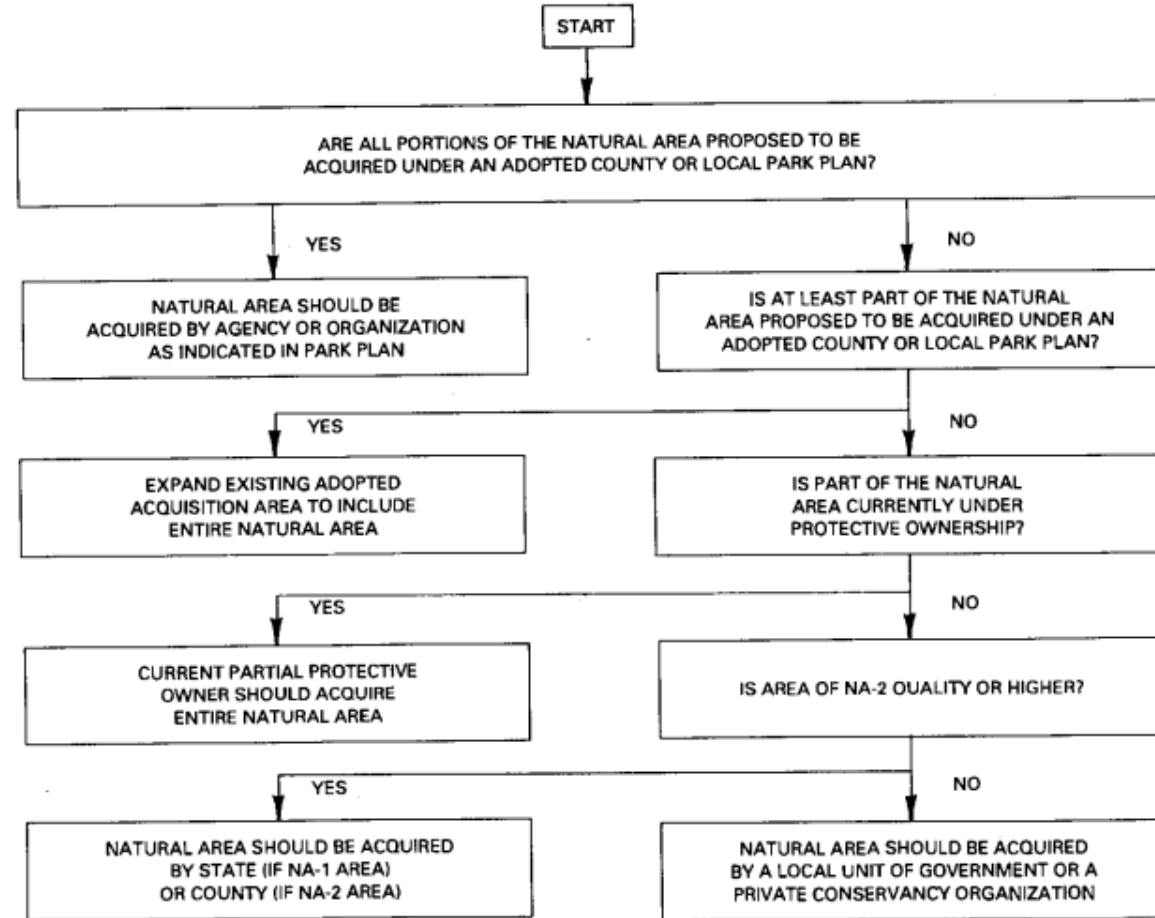 START
ARE ALL PORTIONS OF THE NATURAL AREA PROPOSED TO BE
ACQUIRED UNDER AN ADOPTED COUNTY OR LOCAL PARK PLAN?
YES
NO
NATURAL AREA SHOULD BE
ACQUIRED BY AGENCY OR ORGANIZATION
AS INDICATED IN PARK PLAN
IS AT LEAST PART OF THE NATURAL
AREA PROPOSED TO BE ACQUIRED UNDER AN
ADOPTED COUNTY OR LOCAL PARK PLAN?
YES
NO
EXPAND EXISTING ADOPTED
ACQUISITION AREA TO INCLUDE
ENTIRE NATURAL AREA
IS PART OF THE NATURAL
AREA CURRENTLY UNDER
PROTECTIVE OWNERSHIP?
YES
NO
CURRENT PARTIAL PROTECTIVE
OWNER SHOULD ACQUIRE
ENTIRE NATURAL AREA
IS AREA OF NA-2 QUALITY OR HIGHER?
YES
NO
NATURAL AREA SHOULD BE ACQUIRED
BY STATE (IF NA-1 AREA)
OR COUNTY (IF NA-2 AREA)
NATURAL AREA SHOULD BE ACQUIRED
BY A LOCAL UNIT OF GOVERNMENT OR A
PRIVATE CONSERVANCY ORGANIZATION